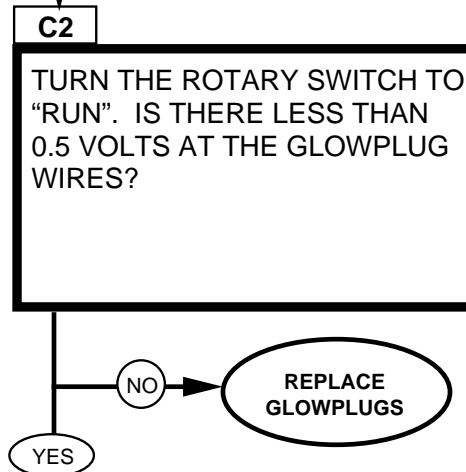 C2
TURN THE ROTARY SWITCH TO
“RUN”. IS THERE LESS THAN
0.5 VOLTS AT THE GLOWPLUG
WIRES?
NO
REPLACE
GLOWPLUGS
YES